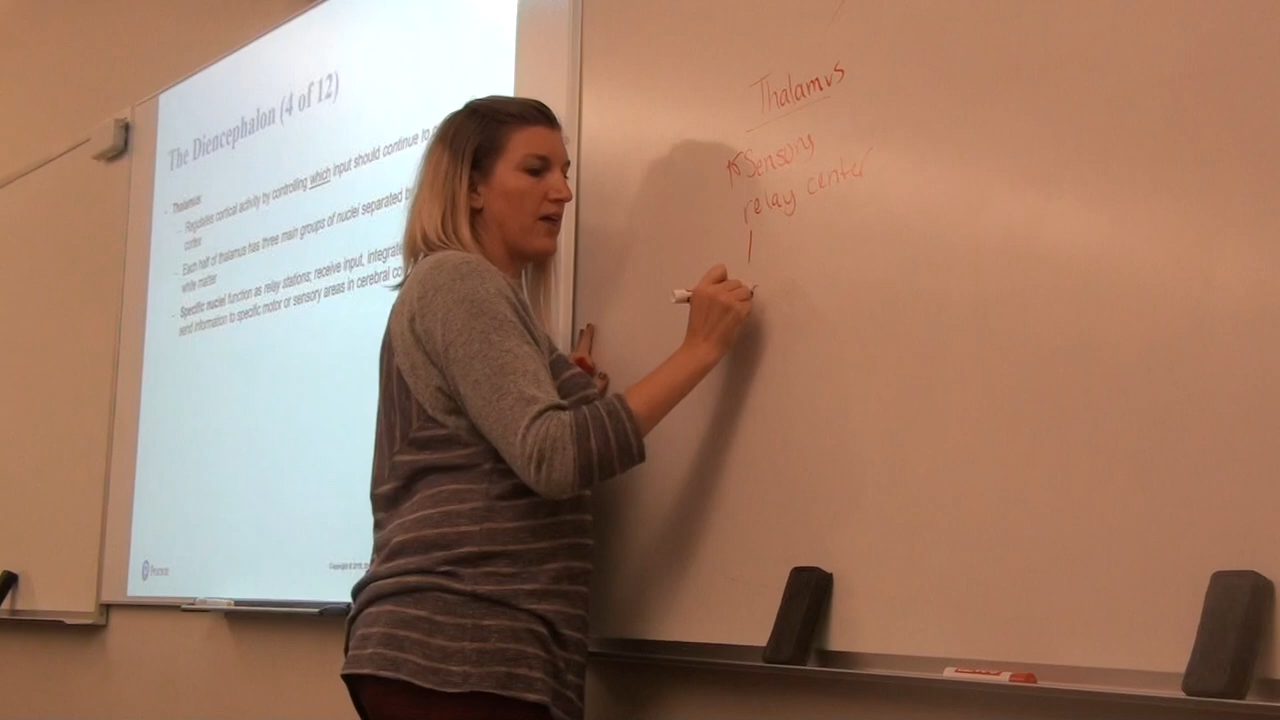 The Diencephalon (4 of 12)
Thalamus
Regulates cortical activity by controlling which input should continue to
cortex
Each half of thalamus has three main groups of nuclei separated by
white matter
Specific nuclei function as relay stations; receive input, integrate
send information to specific motor or sensory areas in cerebral
Pearson
Copyright ©
Thalamus
Sensory
relay center